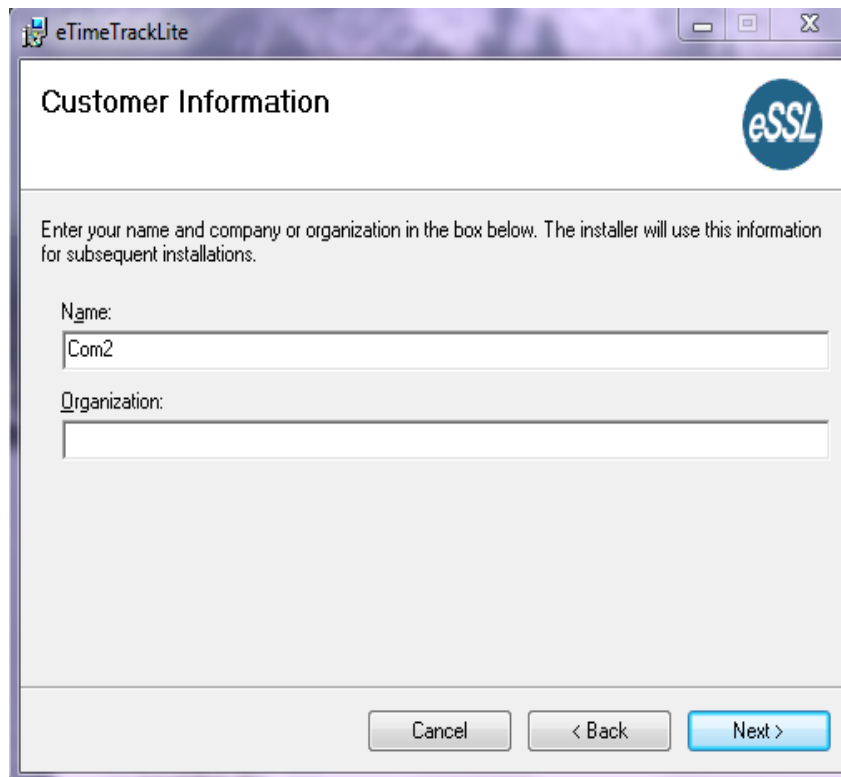 eTimeTrackLite
Customer Information
eSSL
Enter your name and company or organization in the box below. The installer will use this information
for subsequent installations.
Name:
Com2
Organization:
Cancel
< Back
Next >